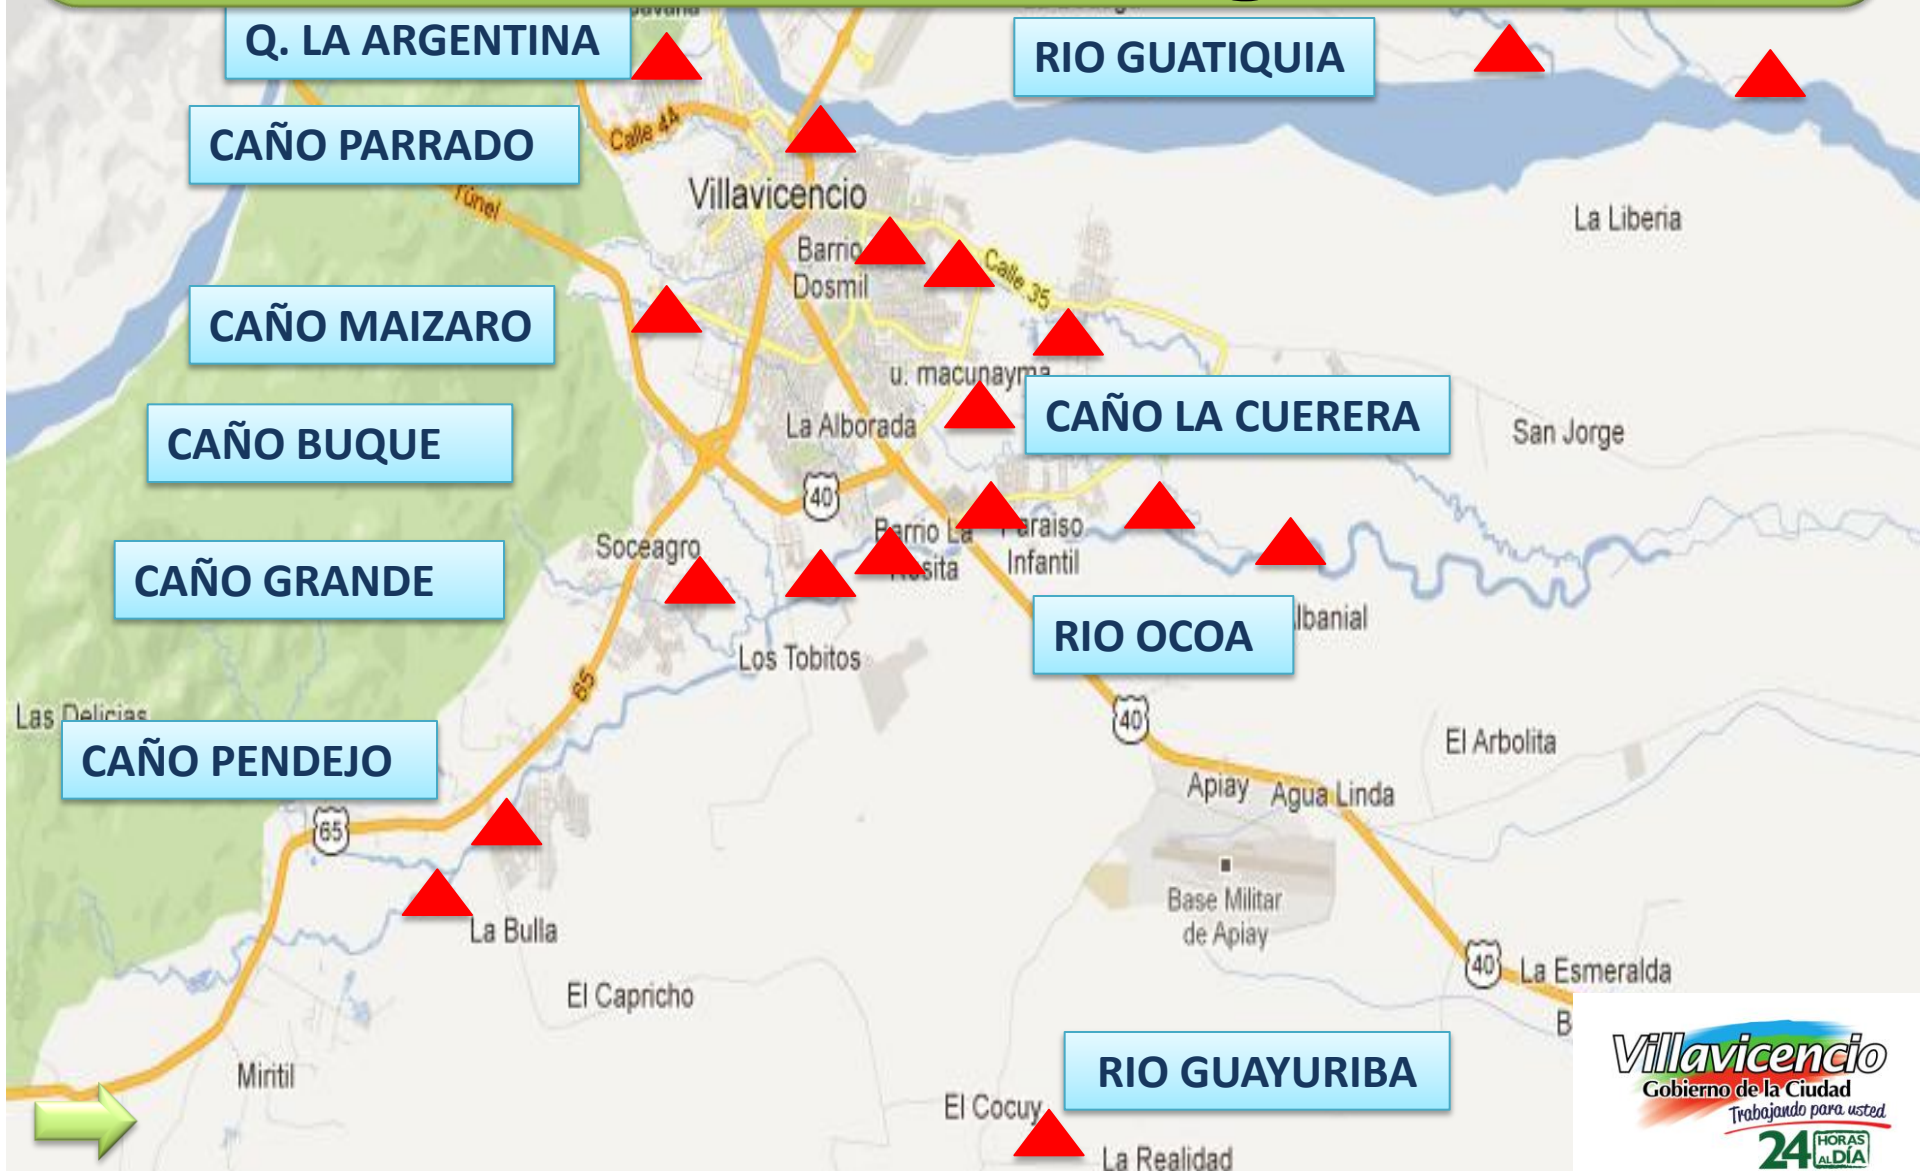 Q. LA ARGENTINA
RIO GUATIQUIA
CAÑO PARRADO
Calle 44
Túnel
Villavicencio
La Liberia
Barrio
Dosmil
Calle 35
CAÑO MAIZARO
u. macunayma
CAÑO LA CUERERA
La Alborada
San Jorge
CAÑO BUQUE
40
Soceagro
Barrio La
Paraiso
Infantil
CAÑO GRANDE
RIO OCOA
lbanial
Los Tobitos
65
Las Delicias
40
El Arbolita
CAÑO PENDEJO
Apiay
Agua Linda
65
Base Militar
de Apiay
La Bulla
40
La Esmeralda
El Capricho
B
Miritil
RIO GUAYURIBA
El Cocuy
La Realidad
Villavicencio
Gobierno de la Ciudad
Trabajando para usted
24 HORAS
AL DÍA